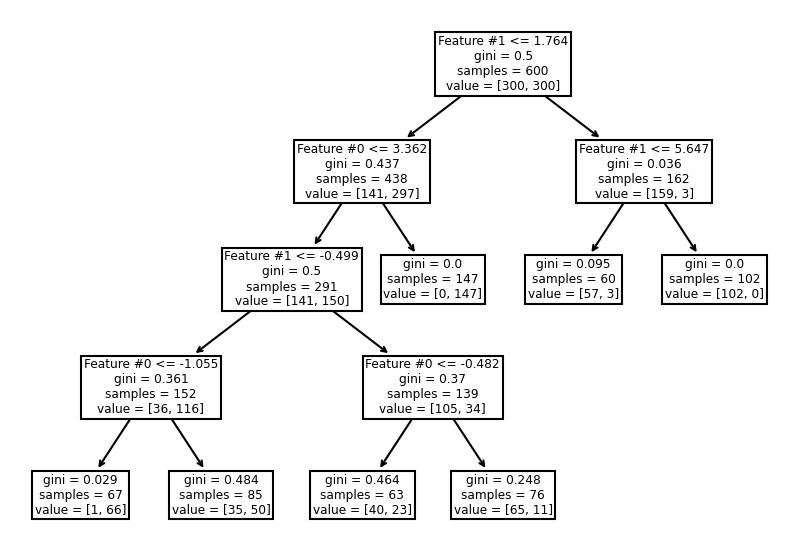 Feature #1 <= 1.764
gini = 0.5
samples = 600
value = [300, 300]
Feature #0 <= 3.362
gini = 0.437
samples = 438
value = [141, 297]
Feature #1 <= 5.647
gini = 0.036
samples = 162
value = [159, 3]
Feature #1 <= -0.499
gini = 0.5
samples = 291
value = [141, 150]
gini = 0.0
samples = 147
value = [0, 147]
gini = 0.095
samples = 60
value = [57, 3]
gini = 0.0
samples = 102
value = [102, 0]
Feature #0 <= -1.055
gini = 0.361
samples = 152
value = [36, 116]
Feature #0 <= -0.482
gini = 0.37
samples = 139
value = [105, 34]
gini = 0.029
samples = 67
value = [1, 66]
gini = 0.484
samples = 85
value = [35, 50]
gini = 0.464
samples = 63
value = [40, 23]
gini = 0.248
samples = 76
value = [65, 11]